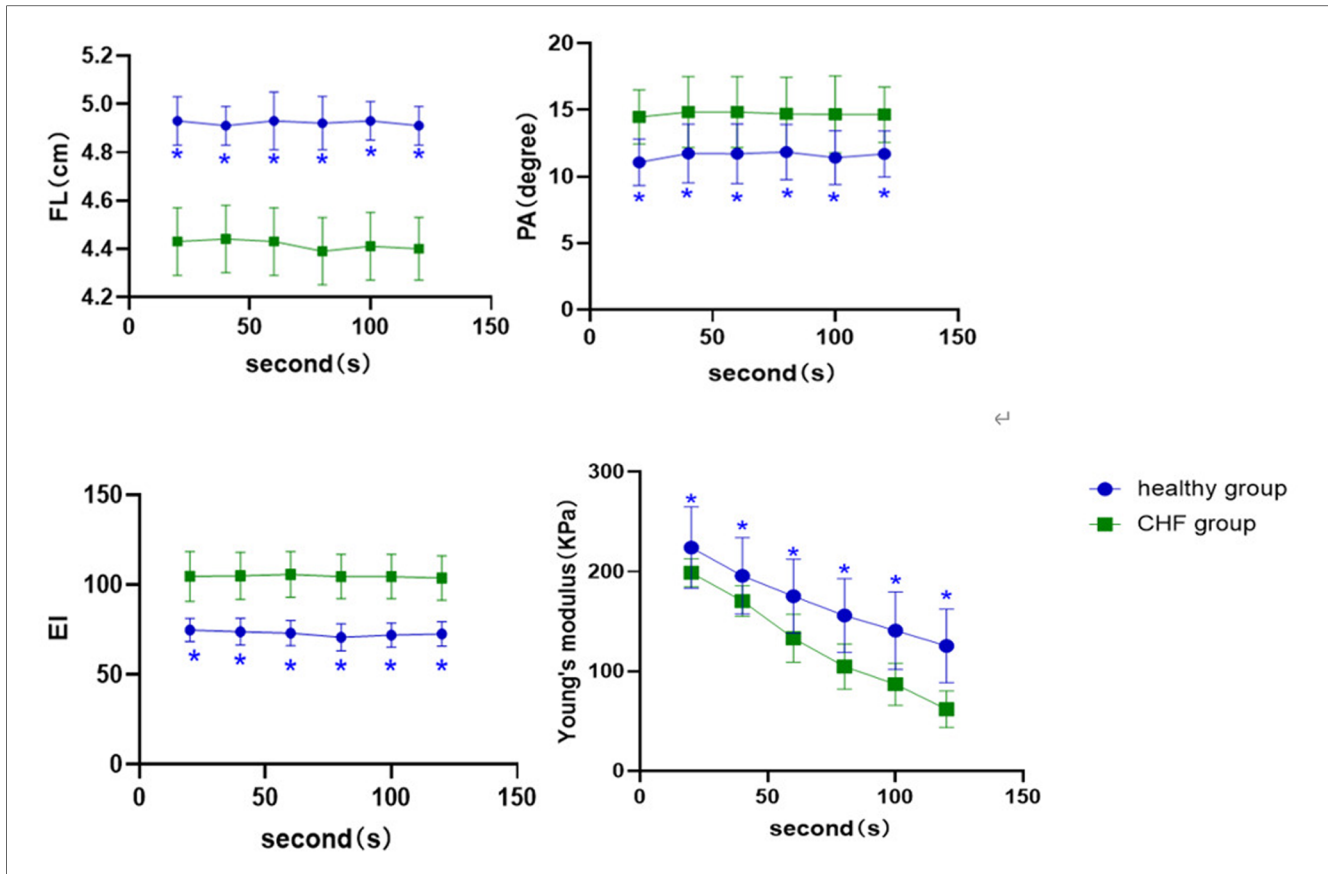 5.2
5.0
4.8
4.6
4.4
4.2
FL(cm)
0
50
100
150
second(s)
20
15
10
5
0
PA(degree)
0
50
100
150
second(s)
* * * * * *
* * * * * *
↵
150
100
50
0
EI
0
50
100
150
second(s)
* * * * * *
300
200
100
0
Young's modulus(KPa)
0
50
100
150
second(s)
* * * * * *
healthy group
CHF group